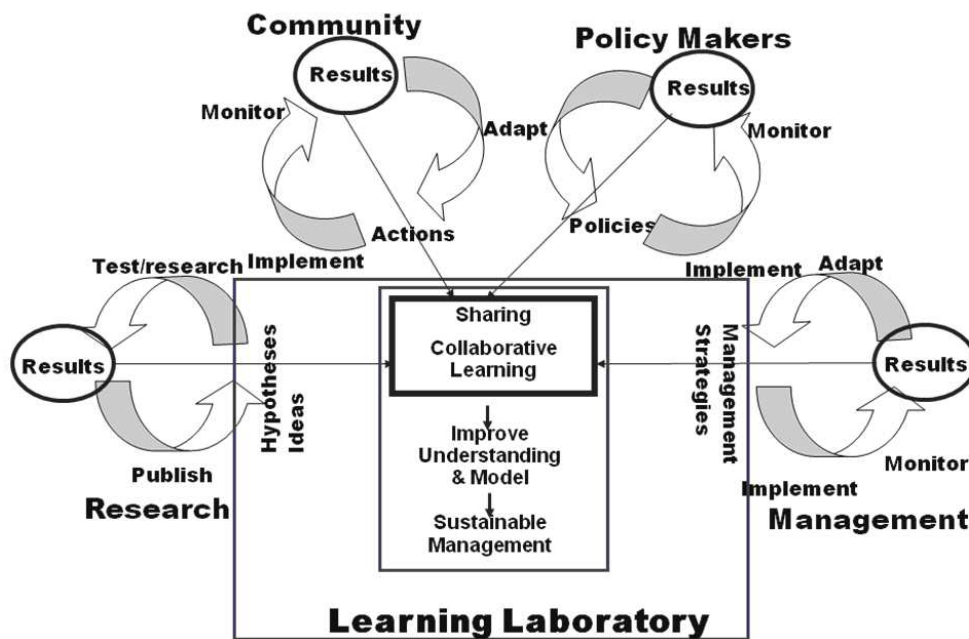 Community
Policy Makers
Results
Results
Monitor
Adapt
Monitor
Actions
Policies
Implement
Test/research
Implement
Adapt
Sharing
Collaborative
Learning
Results
Results
Hypotheses
Ideas
Management
Strategies
Improve
Understanding
& Model
Publish
Monitor
Implement
Research
Management
Sustainable
Management
Learning Laboratory